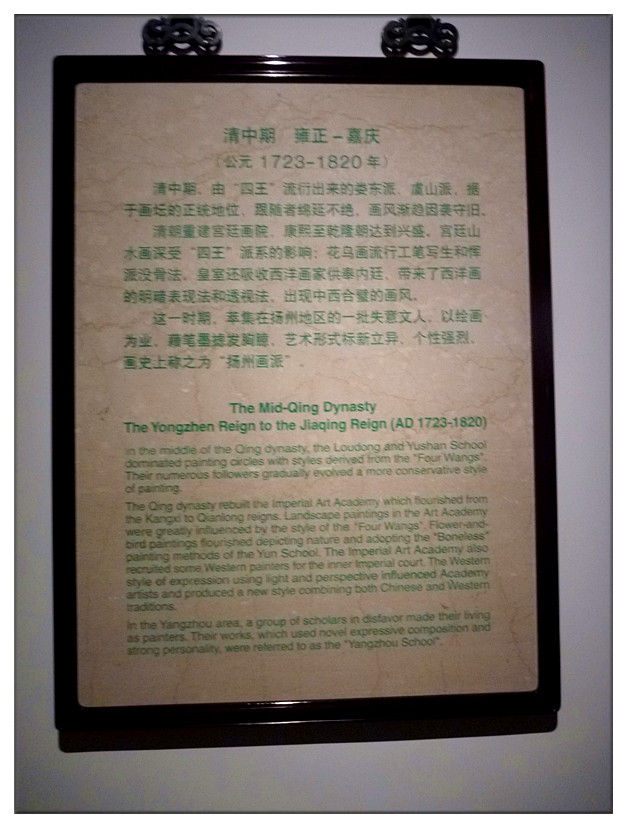 清中期 雍正－嘉庆
（公元 1723-1820 年）
清中期，由“四王”流衍出来的娄东派、虞山派，据
于画坛的正统地位，跟随者绵延不绝，画风渐趋因袭守旧。
清朝重建宫廷画院，康熙至乾隆朝达到兴盛。宫廷山
水画深受“四王”派系的影响；花鸟画流行工笔写生和恽
派没骨法。皇室还吸收西洋画家供奉内廷，带来了西洋画
的明暗表现法和透视法，出现中西合璧的画风。
这一时期，萃集在扬州地区的一批失意文人，以绘画
为业，藉笔墨摅发胸臆，艺术形式标新立异，个性强烈，
画史上称之为“扬州画派”。
The Mid-Qing Dynasty
The Yongzhen Reign to the Jiaqing Reign (AD 1723-1820)
In the middle of the Qing dynasty, the Loudong and Yushan School
dominated painting circles with styles derived from the "Four Wangs".
Their numerous followers gradually evolved a more conservative style
of painting.
The Qing dynasty rebuilt the Imperial Art Academy which flourished from
the Kangxi to Qianlong reigns. Landscape paintings in the Art Academy
were greatly influenced by the style of the "Four Wangs". Flower-and-
bird paintings flourished depicting nature and adopting the "Boneless"
painting methods of the Yun School. The Imperial Art Academy also
recruited some Western painters for the inner Imperial court. The Western
style of expression using light and perspective influenced Academy
artists and produced a new style combining both Chinese and Western
traditions.
In the Yangzhou area, a group of scholars in disfavor made their living
as painters. Their works, which used novel expressive composition and
strong personality, were referred to as the "Yangzhou School".